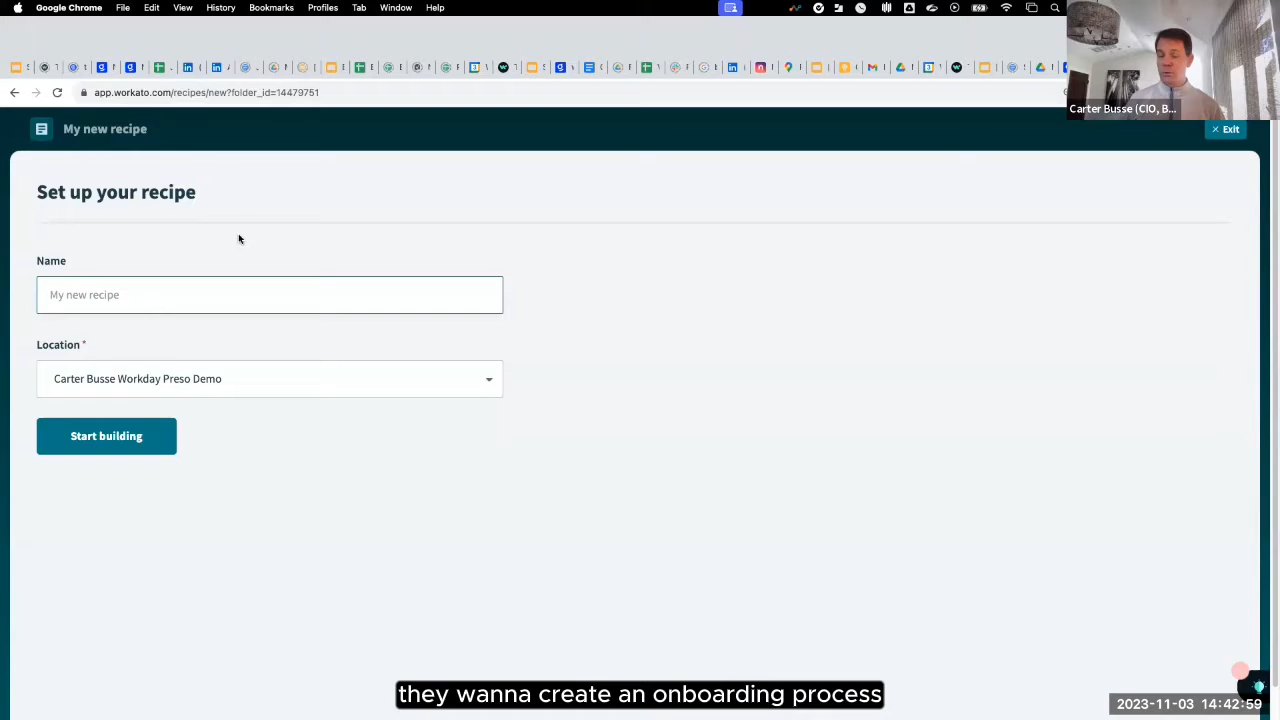 Google Chrome File Edit View History Bookmarks Profiles Tab Window Help
app.workato.com/recipes/new?folder_id=14479751
Carter Busse (CIO, B...
My new recipe
Exit
Set up your recipe
Name
My new recipe
Location *
Carter Busse Workday Preso Demo
Start building
they wanna create an onboarding process
2023-11-03 14:42:59